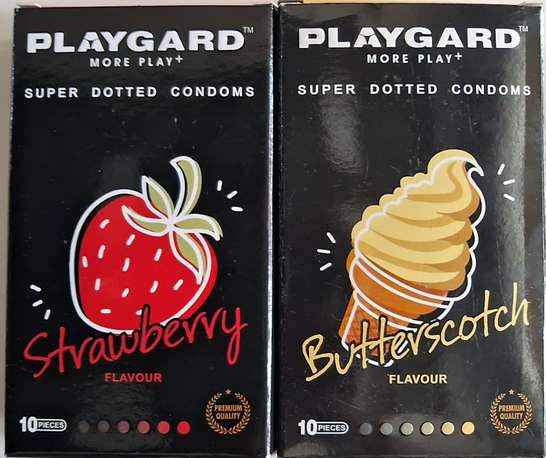 PLAYGARD™
MORE PLAY+
SUPER DOTTED CONDOMS
Strawberry
FLAVOUR
10 PIECES
PREMIUM
QUALITY
PLAYGARD™
MORE PLAY+
SUPER DOTTED CONDOMS
Butterscotch
FLAVOUR
10 PIECES
PREMIUM
QUALITY